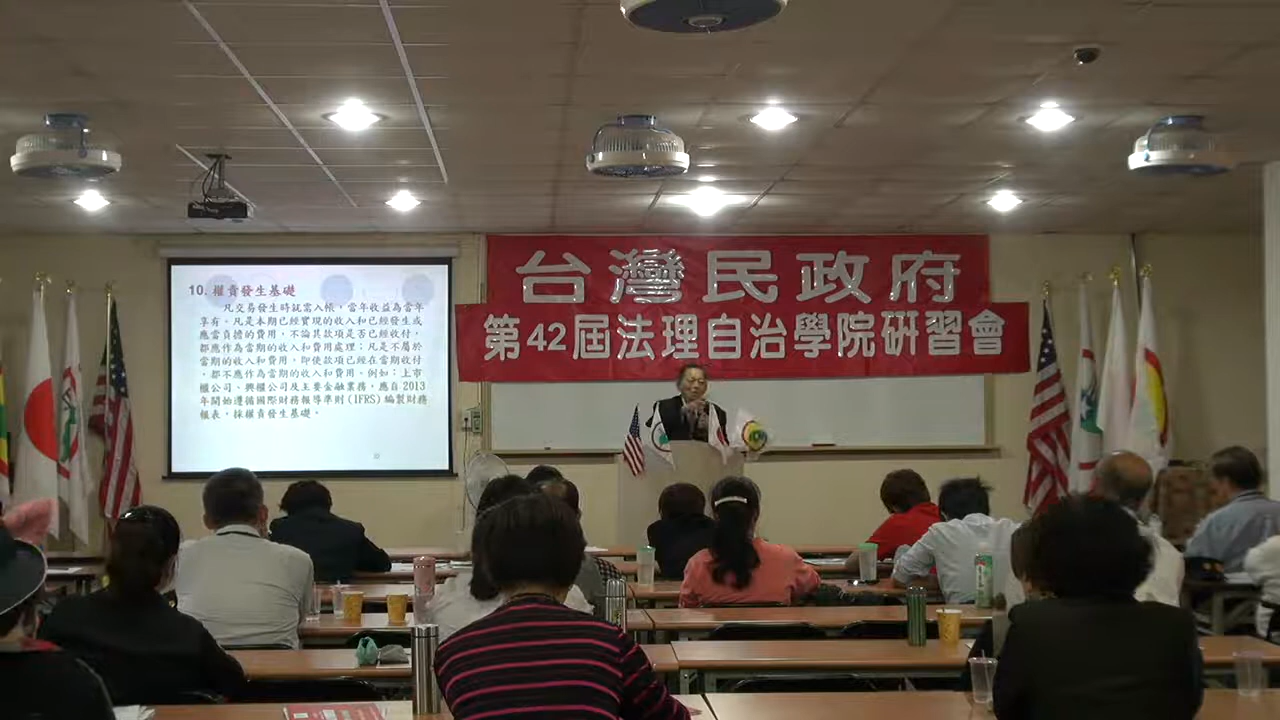 台灣民政府
第42屆法理自治學院研習會
10. 權責發生基礎
凡交易發生時就需入帳，當年收益為當年
享有。凡是本期已經實現的收入和已經發生或
應當負擔的費用，不論其款項是否已經收付，
都應作為當期的收入和費用處理；凡是不屬於
當期的收入和費用，即使款項已經在當期收付
，都不應作為當期的收入和費用。例如：上市
櫃公司、興櫃公司及主要金融業務，應自2013
年開始遵循國際財務報導準則(IFRS)編製財務
報表，採權責發生基礎。